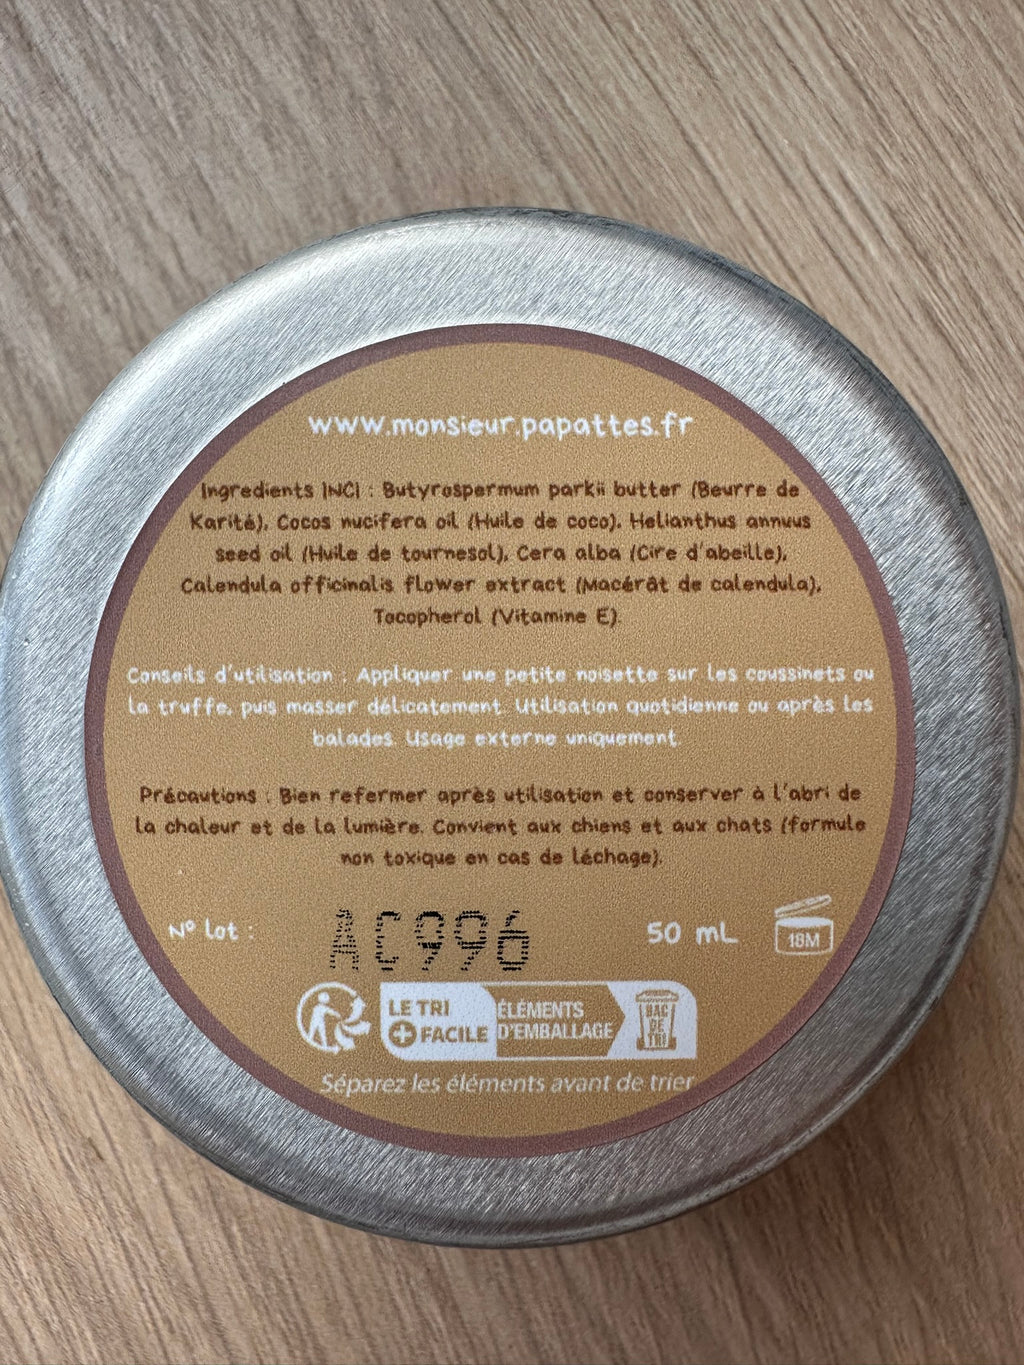 www.monsieur.papattes.fr
Ingredients INCI : Butyrospermum parkii butter (Beurre de
Karité), Cocos nucifera oil (Huile de coco), Helianthus annuus
seed oil (Huile de tournesol), Cera alba (Cire d'abeille),
Calendula officinalis flower extract (Macérât de calendula),
Tocopherol (Vitamine E).
Conseils d'utilisation : Appliquer une petite noisette sur les coussinets ou
la truffe, puis masser délicatement. Utilisation quotidienne ou après les
balades. Usage externe uniquement.
Précautions : Bien refermer après utilisation et conserver à l'abri de
la chaleur et de la lumière. Convient aux chiens et aux chats (formule
non toxique en cas de léchage).
N° lot : AC996 50 mL 18M
LE TRI
+ FACILE
ÉLÉMENTS
D'EMBALLAGE
BAC
DE
TRI
Séparez les éléments avant de trier